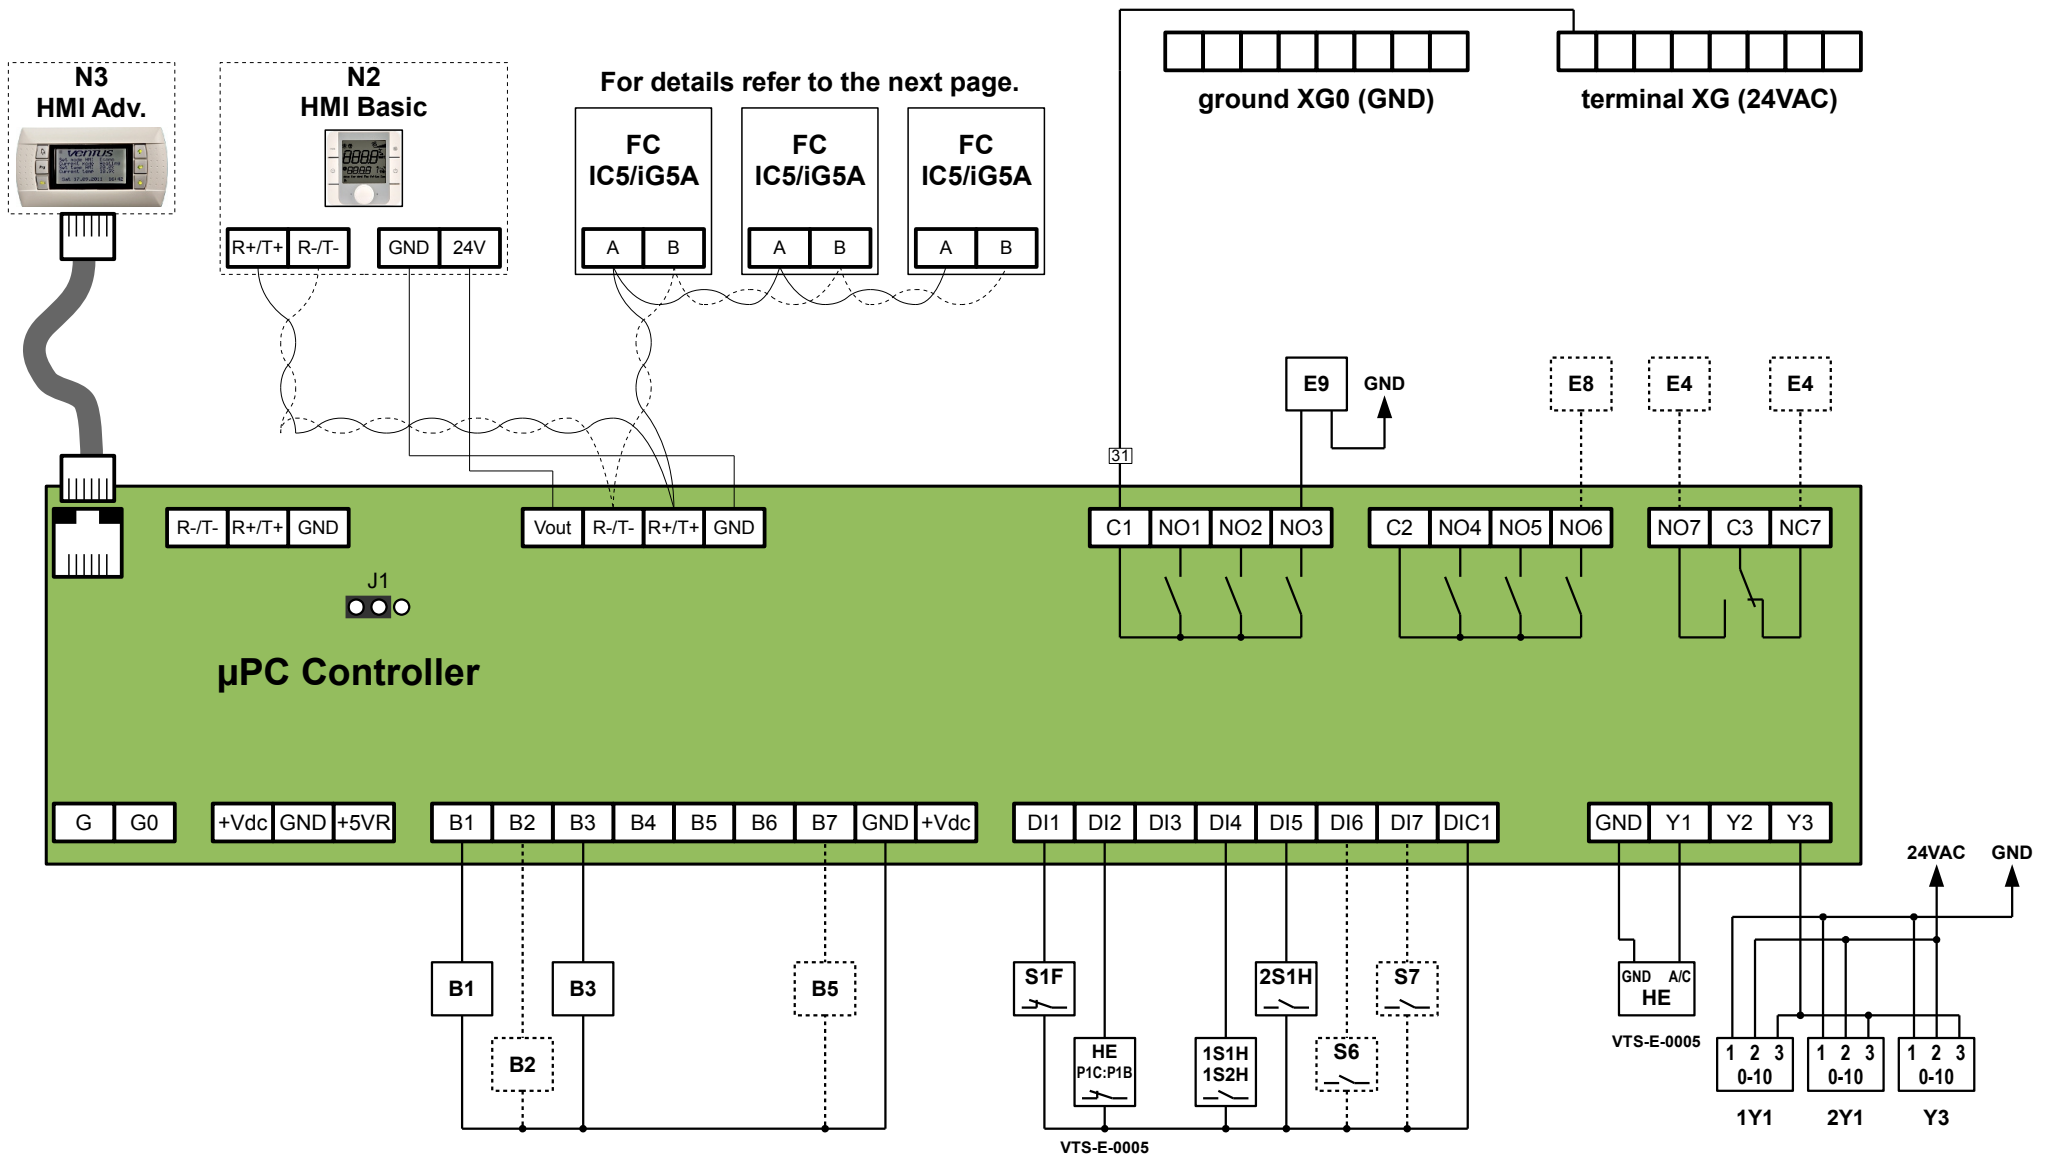 N3
HMI Adv.
VENTUS
N2
HMI Basic
For details refer to the next page.
FC
IC5/iG5A
FC
IC5/iG5A
FC
IC5/iG5A
ground XG0 (GND)
terminal XG (24VAC)
R+/T+ R-/T- GND 24V
A B A B A B
E9 GND E8 E4 E4
31
R-/T- R+/T+ GND
Vout R-/T- R+/T+ GND
C1 NO1 NO2 NO3
C2 NO4 NO5 NO6
NO7 C3 NC7
J1
µPC Controller
G G0
+Vdc GND +5VR
B1 B2 B3 B4 B5 B6 B7 GND +Vdc
DI1 DI2 DI3 DI4 DI5 DI6 DI7 DIC1
GND Y1 Y2 Y3
24VAC GND
B1 B3 B5
B2
S1F 2S1H S7
HE
P1C:P1B
1S1H
1S2H
S6
VTS-E-0005
GND A/C
HE
VTS-E-0005
1 2 3
0-10
1 2 3
0-10
1 2 3
0-10
1Y1 2Y1 Y3